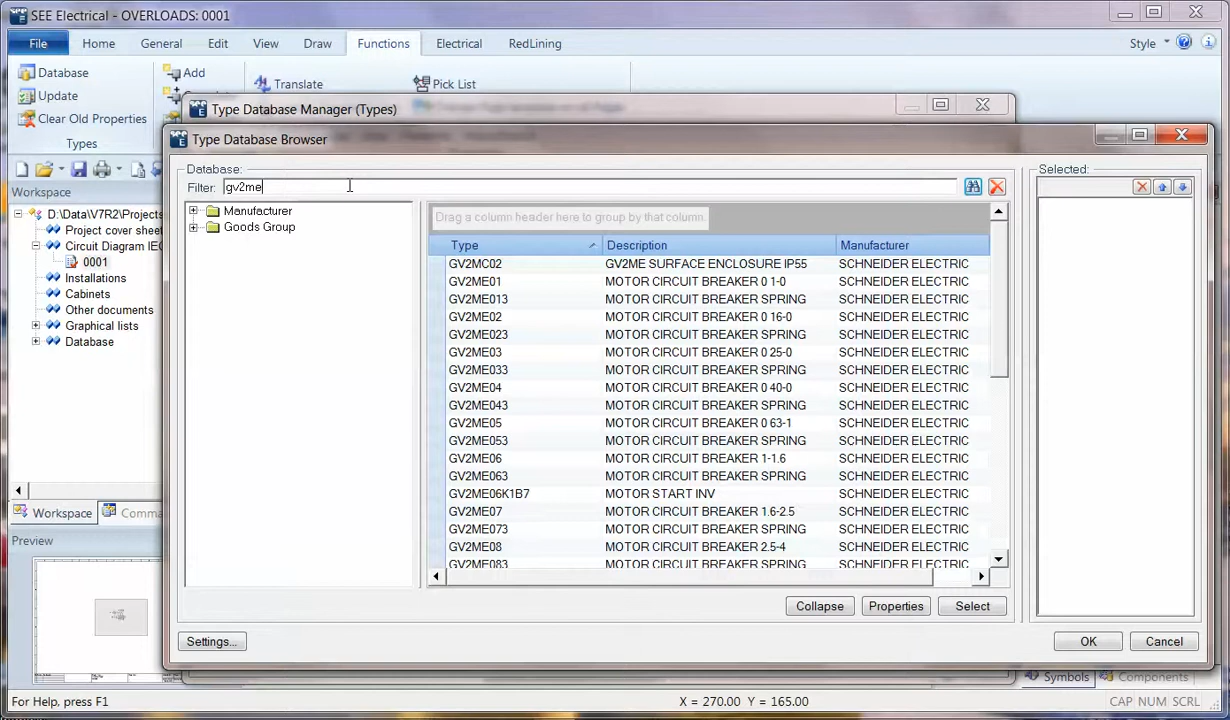 SEE Electrical - OVERLOADS: 0001
File Home General Edit View Draw Functions Electrical RedLining Style
Database Add Translate Pick List
Update
Clear Old Properties
Types
Type Database Manager (Types)
Type Database Browser
Workspace
D:\Data\V7R2\Projects
Project cover sheet
Circuit Diagram IEC
0001
Installations
Cabinets
Other documents
Graphical lists
Database
Workspace Comma
Preview
Database:
Filter: gv2me
Manufacturer
Goods Group
Drag a column header here to group by that column.
Type Description Manufacturer
GV2MC02 GV2ME SURFACE ENCLOSURE IP55 SCHNEIDER ELECTRIC
GV2ME01 MOTOR CIRCUIT BREAKER 0 1-0 SCHNEIDER ELECTRIC
GV2ME013 MOTOR CIRCUIT BREAKER SPRING SCHNEIDER ELECTRIC
GV2ME02 MOTOR CIRCUIT BREAKER 0 16-0 SCHNEIDER ELECTRIC
GV2ME023 MOTOR CIRCUIT BREAKER SPRING SCHNEIDER ELECTRIC
GV2ME03 MOTOR CIRCUIT BREAKER 0 25-0 SCHNEIDER ELECTRIC
GV2ME033 MOTOR CIRCUIT BREAKER SPRING SCHNEIDER ELECTRIC
GV2ME04 MOTOR CIRCUIT BREAKER 0 40-0 SCHNEIDER ELECTRIC
GV2ME043 MOTOR CIRCUIT BREAKER SPRING SCHNEIDER ELECTRIC
GV2ME05 MOTOR CIRCUIT BREAKER 0 63-1 SCHNEIDER ELECTRIC
GV2ME053 MOTOR CIRCUIT BREAKER SPRING SCHNEIDER ELECTRIC
GV2ME06 MOTOR CIRCUIT BREAKER 1-1.6 SCHNEIDER ELECTRIC
GV2ME063 MOTOR CIRCUIT BREAKER SPRING SCHNEIDER ELECTRIC
GV2ME06K1B7 MOTOR START INV SCHNEIDER ELECTRIC
GV2ME07 MOTOR CIRCUIT BREAKER 1.6-2.5 SCHNEIDER ELECTRIC
GV2ME073 MOTOR CIRCUIT BREAKER SPRING SCHNEIDER ELECTRIC
GV2ME08 MOTOR CIRCUIT BREAKER 2.5-4 SCHNEIDER ELECTRIC
GV2ME083 MOTOR CIRCUIT BREAKER SPRING SCHNEIDER ELECTRIC
Selected:
Collapse Properties Select
Settings... OK Cancel
Symbols Components
For Help, press F1 X = 270.00 Y = 165.00 CAP NUM SCRL